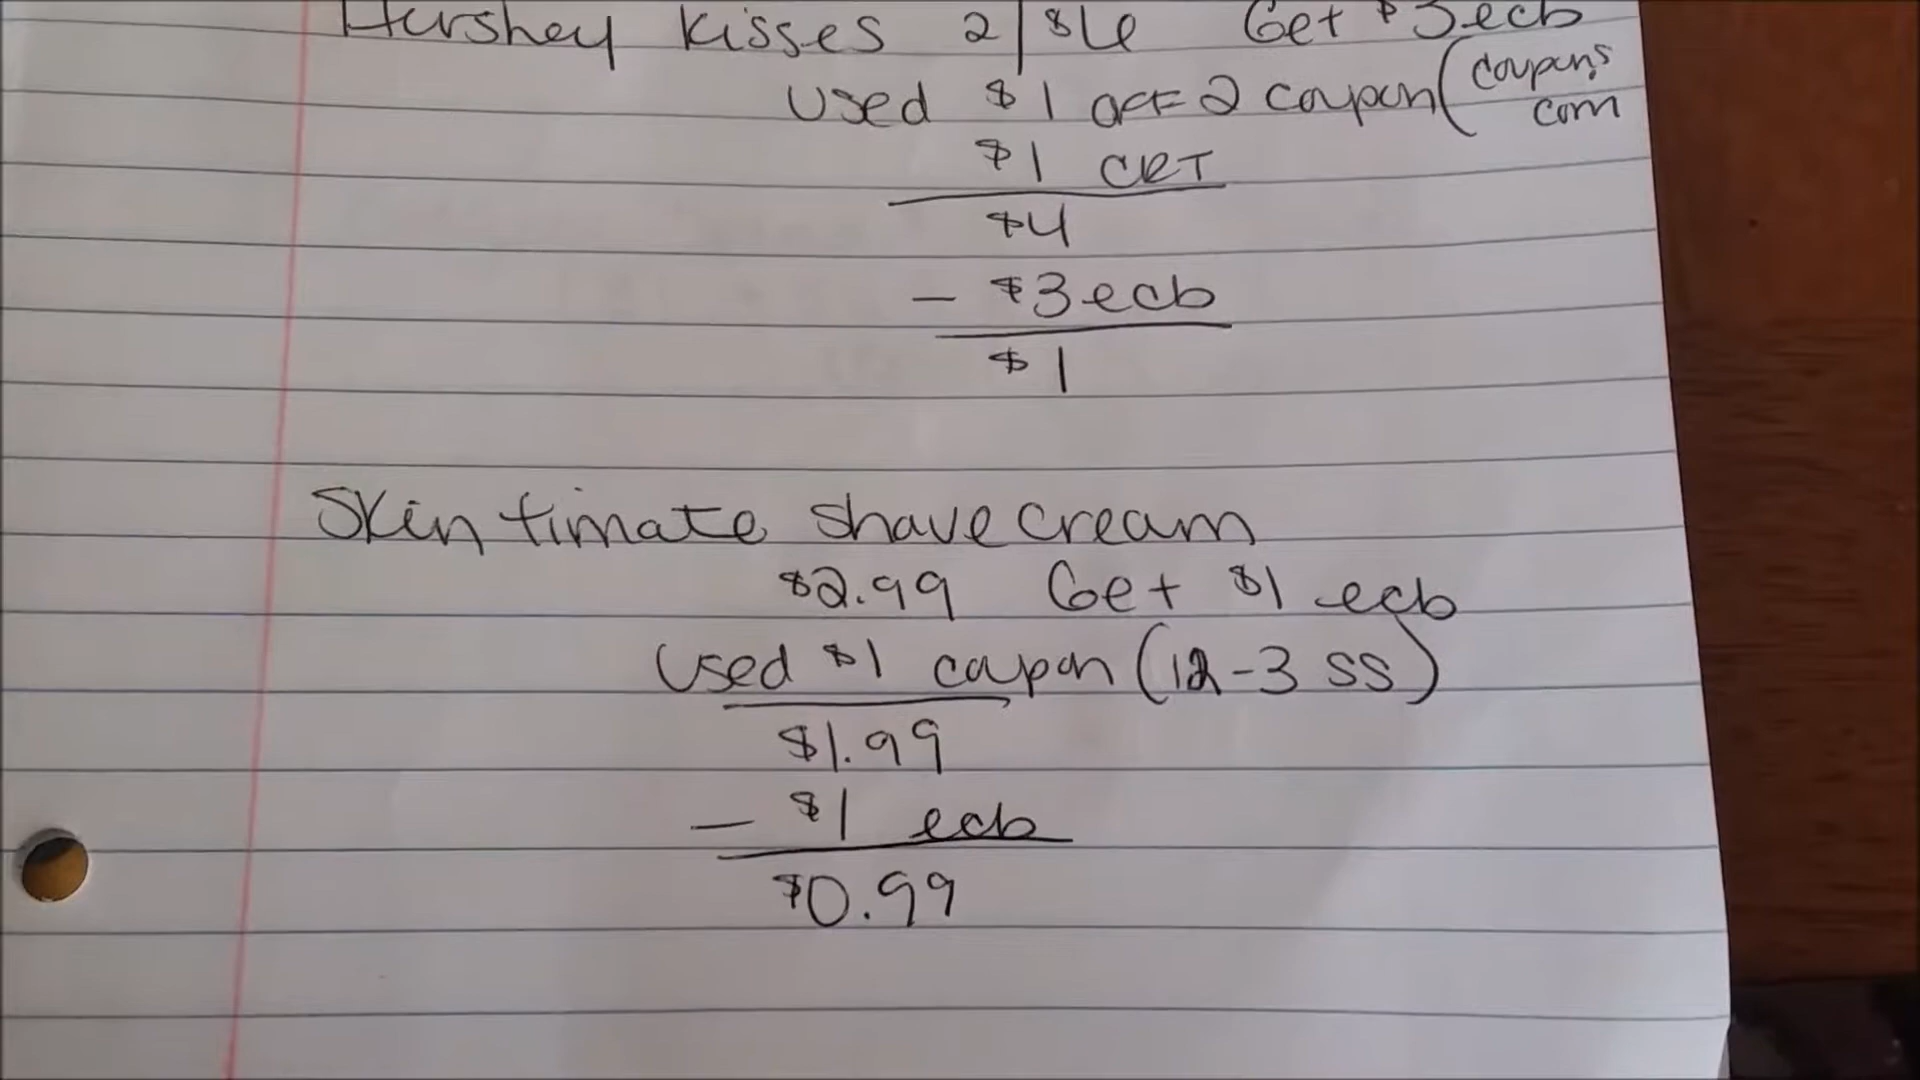 Hershey Kisses 2/$6 Get $3 ecb
used $1 off 2 coupon (coupons
com
$1 CRT
$4
- $3 ecb
$1
Skintimate shave cream
$2.99 Get $1 ecb
Used $1 coupon (12-3 SS)
$1.99
- $1 ecb
$0.99